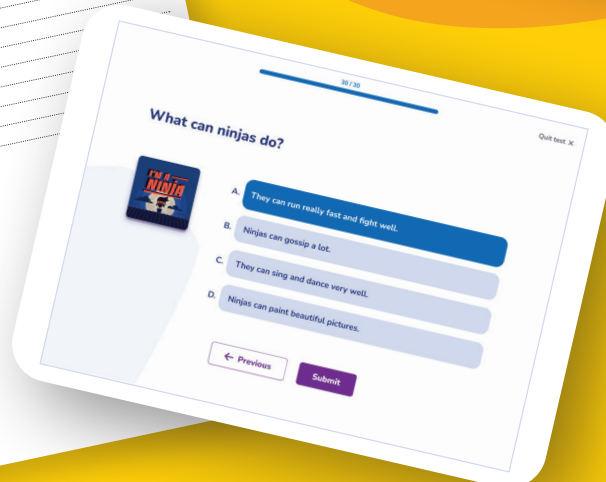 30 / 30
Quit test X
What can ninjas do?
I'M A
NINJA
A. They can run really fast and fight well.
B. Ninjas can gossip a lot.
C. They can sing and dance very well.
D. Ninjas can paint beautiful pictures.
← Previous
Submit